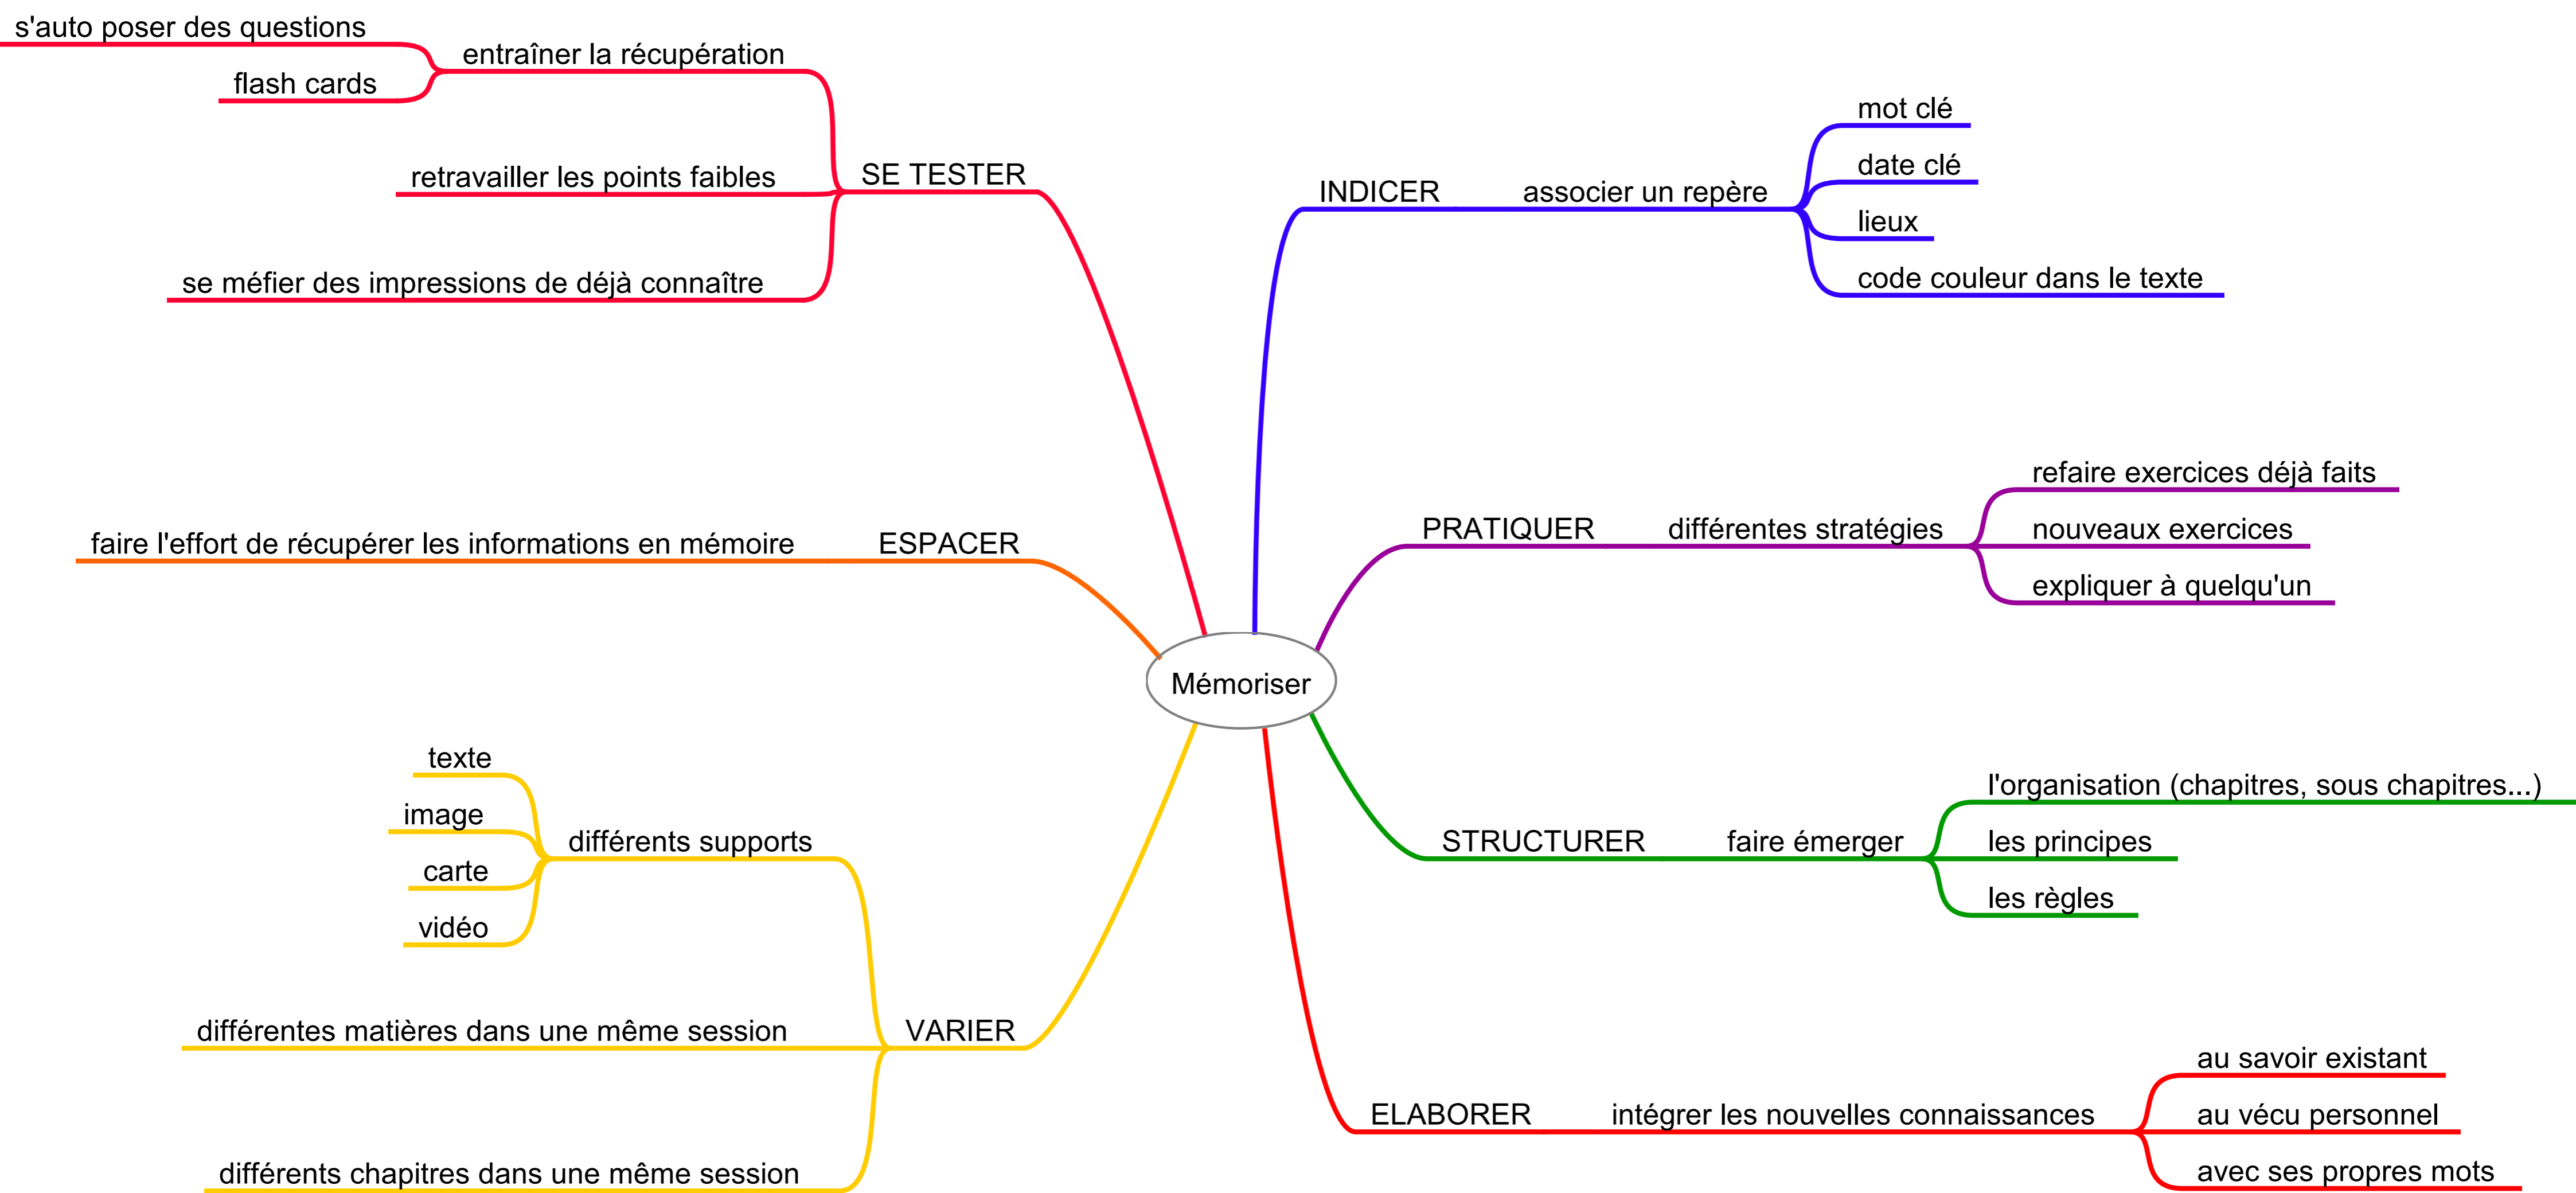 Mémoriser
INDICER
associer un repère
mot clé
date clé
lieux
code couleur dans le texte
PRATIQUER
différentes stratégies
refaire exercices déjà faits
nouveaux exercices
expliquer à quelqu'un
STRUCTURER
faire émerger
l'organisation (chapitres, sous chapitres...)
les principes
les règles
ELABORER
intégrer les nouvelles connaissances
au savoir existant
au vécu personnel
avec ses propres mots
SE TESTER
entraîner la récupération
s'auto poser des questions
flash cards
retravailler les points faibles
se méfier des impressions de déjà connaître
ESPACER
faire l'effort de récupérer les informations en mémoire
VARIER
différents supports
texte
image
carte
vidéo
différentes matières dans une même session
différents chapitres dans une même session